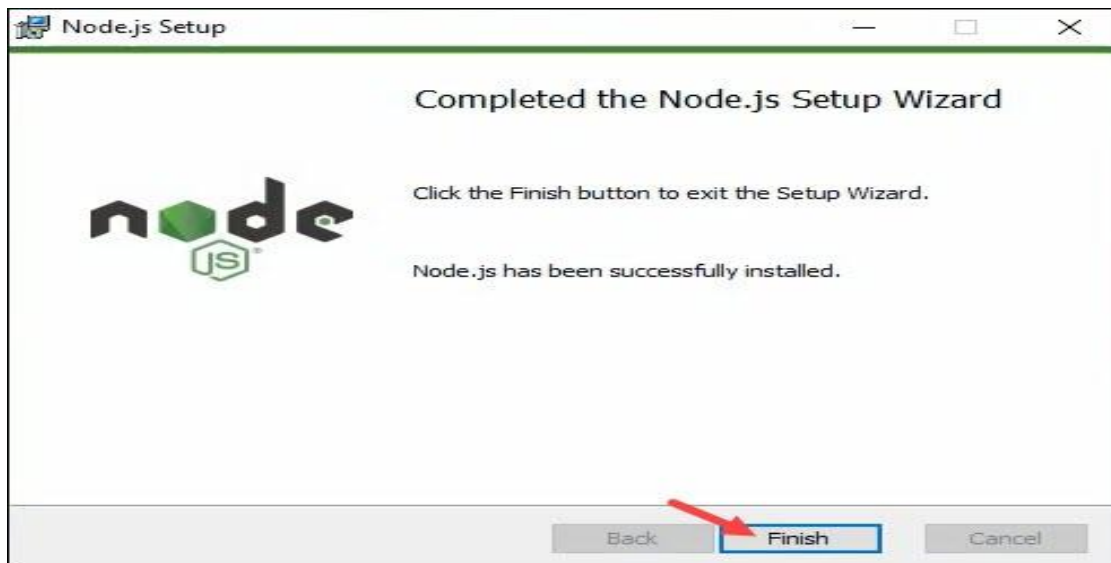 Node.js Setup
Completed the Node.js Setup Wizard
Click the Finish button to exit the Setup Wizard.
node
JS
Node.js has been successfully installed.
Back Finish Cancel